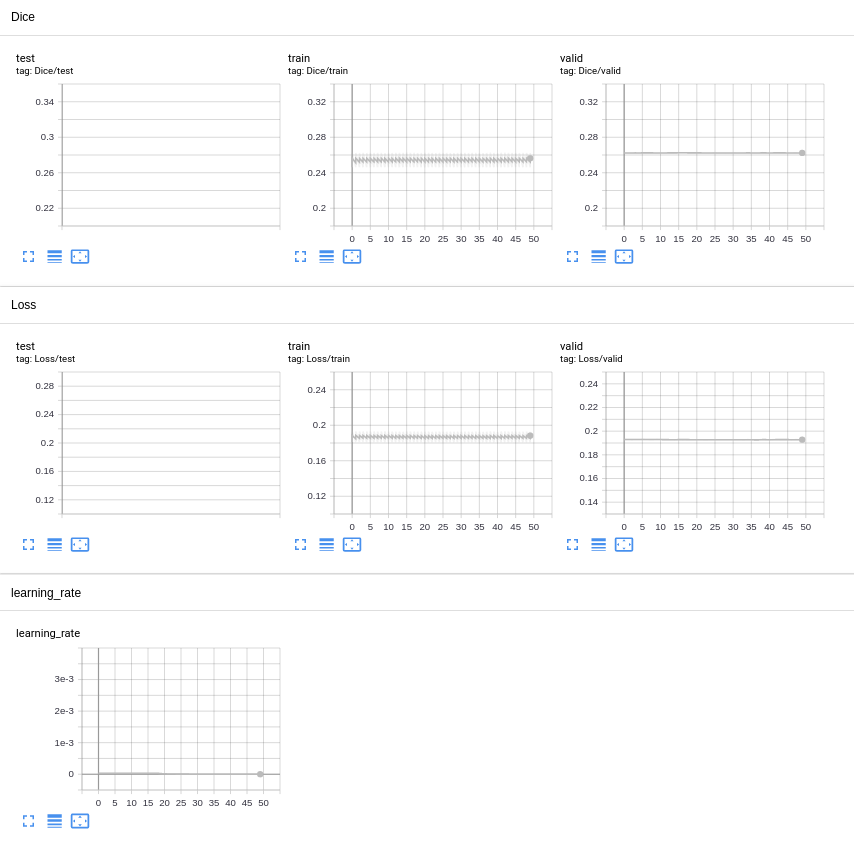 Dice
test
tag: Dice/test
0.34
0.3
0.26
0.22
train
tag: Dice/train
0.32
0.28
0.24
0.2
0 5 10 15 20 25 30 35 40 45 50
valid
tag: Dice/valid
0.32
0.28
0.24
0.2
0 5 10 15 20 25 30 35 40 45 50
Loss
test
tag: Loss/test
0.28
0.24
0.2
0.16
0.12
train
tag: Loss/train
0.24
0.2
0.16
0.12
0 5 10 15 20 25 30 35 40 45 50
valid
tag: Loss/valid
0.24
0.22
0.2
0.18
0.16
0.14
0 5 10 15 20 25 30 35 40 45 50
learning_rate
learning_rate
3e-3
2e-3
1e-3
0
0 5 10 15 20 25 30 35 40 45 50